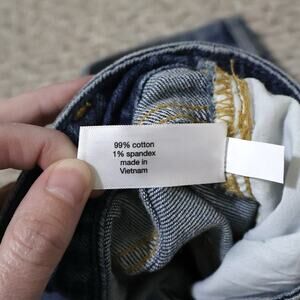 99% cotton
1% spandex
made in
Vietnam